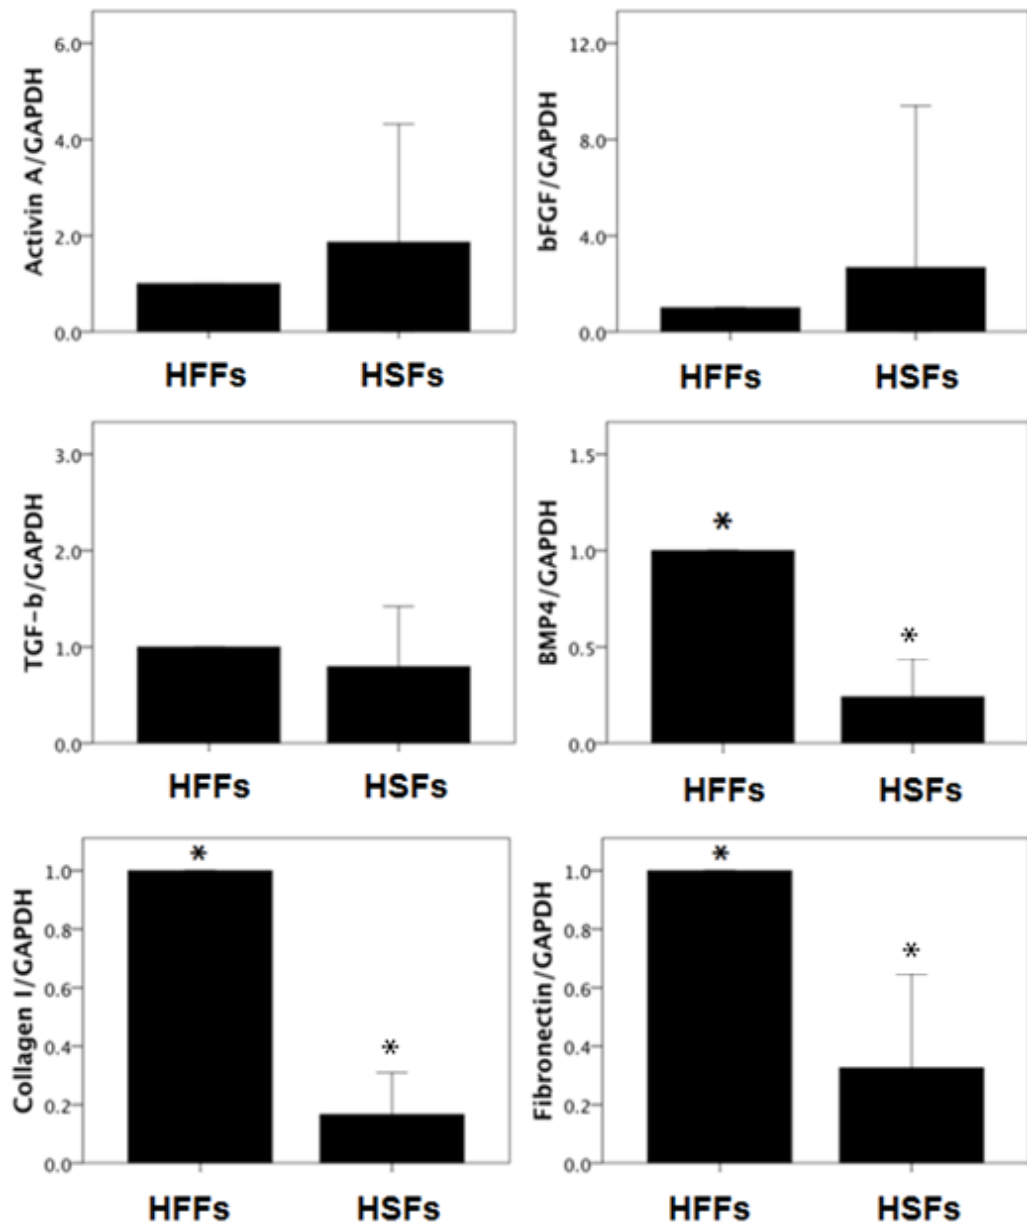 Activin A/GAPDH
6.0
4.0
2.0
0.0
HFFs HSFs
bFGF/GAPDH
12.0
8.0
4.0
0.0
HFFs HSFs
TGF-b/GAPDH
3.0
2.0
1.0
0.0
HFFs HSFs
BMP4/GAPDH
1.5
1.0
0.5
0.0
*
*
HFFs HSFs
Collagen I/GAPDH
1.0
0.8
0.6
0.4
0.2
0.0
*
*
HFFs HSFs
Fibronectin/GAPDH
1.0
0.8
0.6
0.4
0.2
0.0
*
*
HFFs HSFs